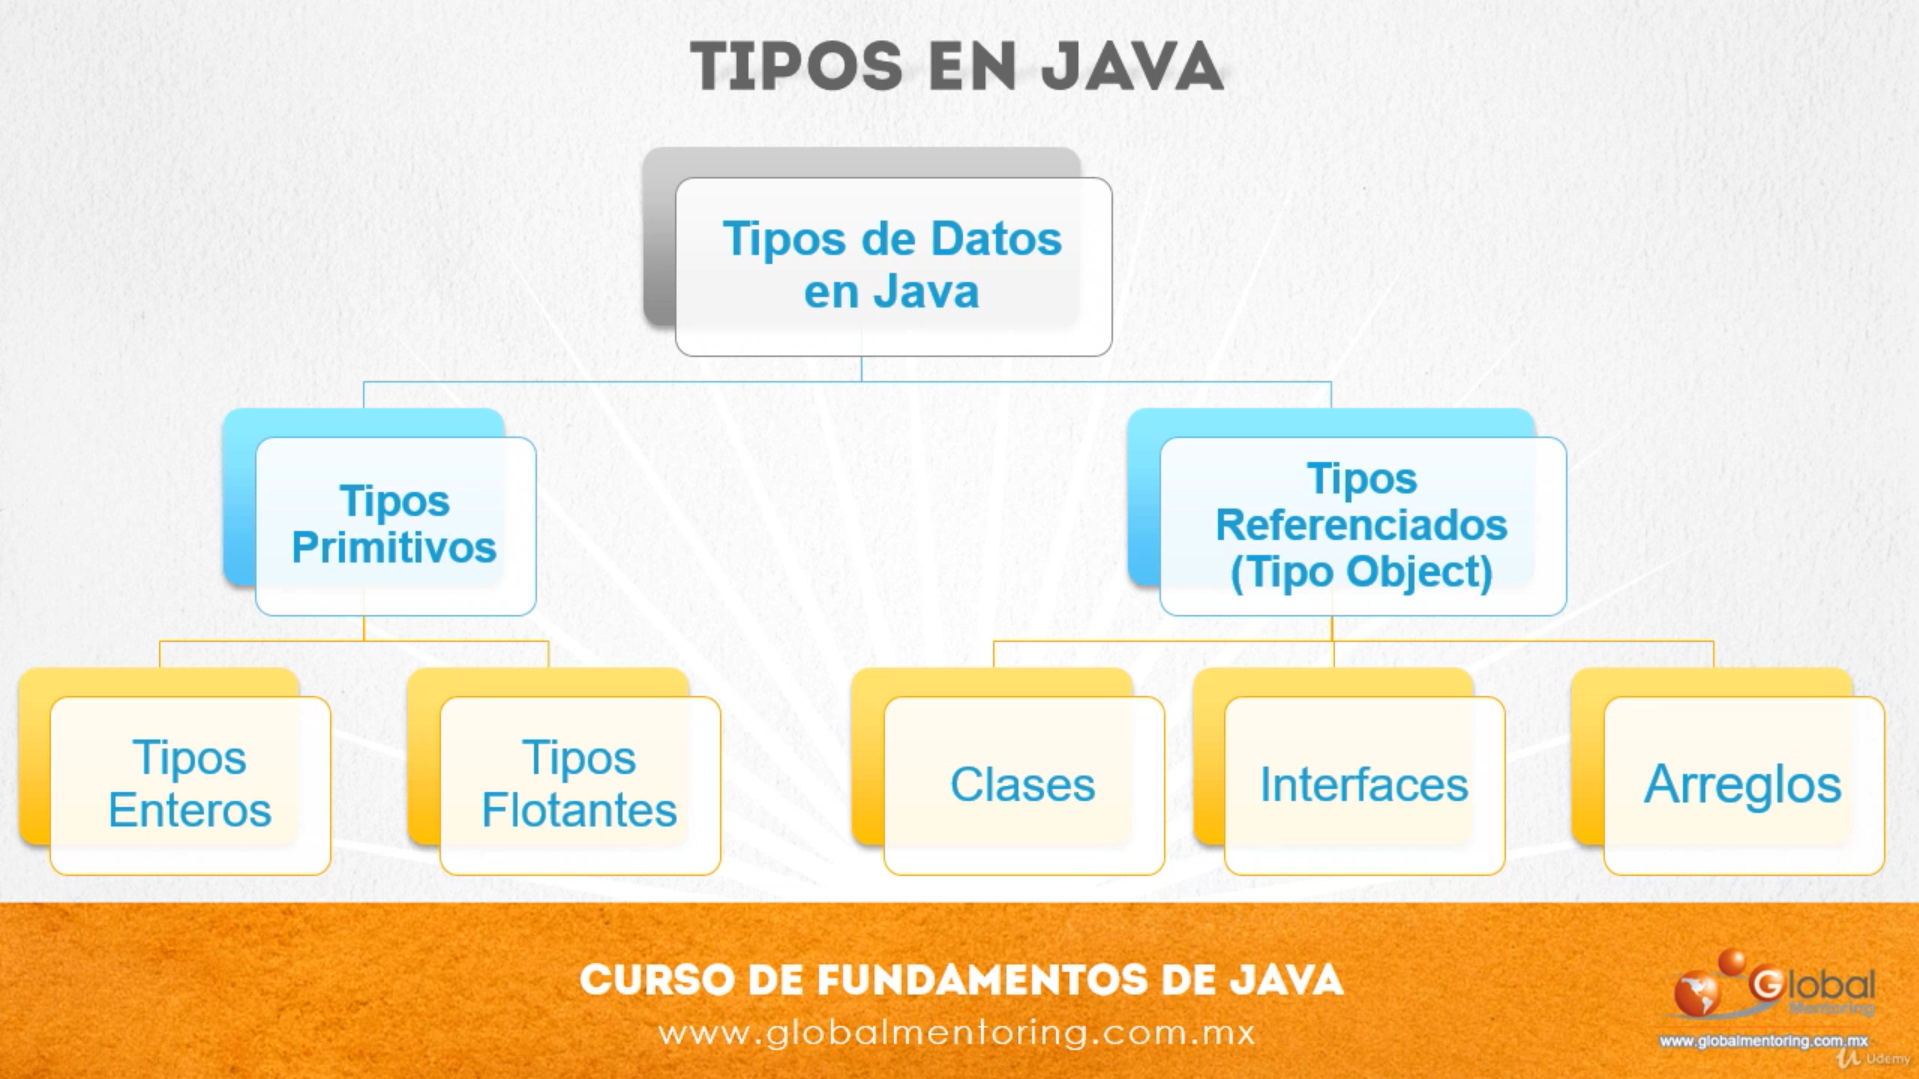 TIPOS EN JAVA
Tipos de Datos
en Java
Tipos
Primitivos
Tipos
Referenciados
(Tipo Object)
Tipos
Enteros
Tipos
Flotantes
Clases
Interfaces
Arreglos
CURSO DE FUNDAMENTOS DE JAVA
www.globalmentoring.com.mx
Global
Mentoring
www.globalmentoring.com.mx
Udemy